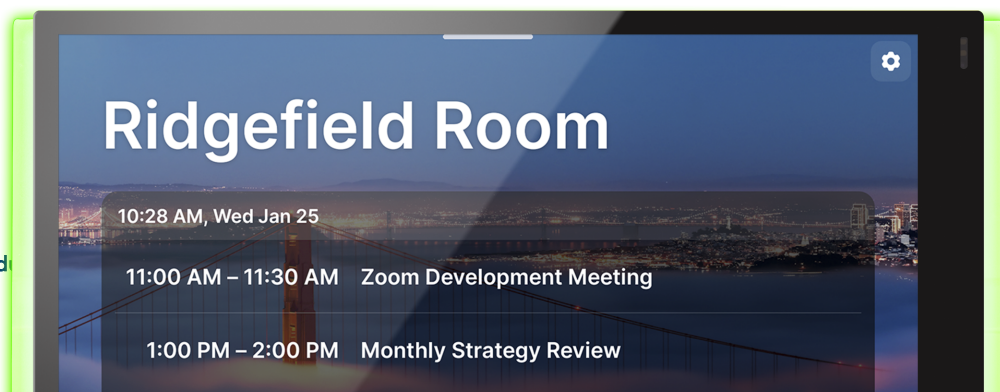 Ridgefield Room
10:28 AM, Wed Jan 25
11:00 AM – 11:30 AM Zoom Development Meeting
1:00 PM – 2:00 PM Monthly Strategy Review